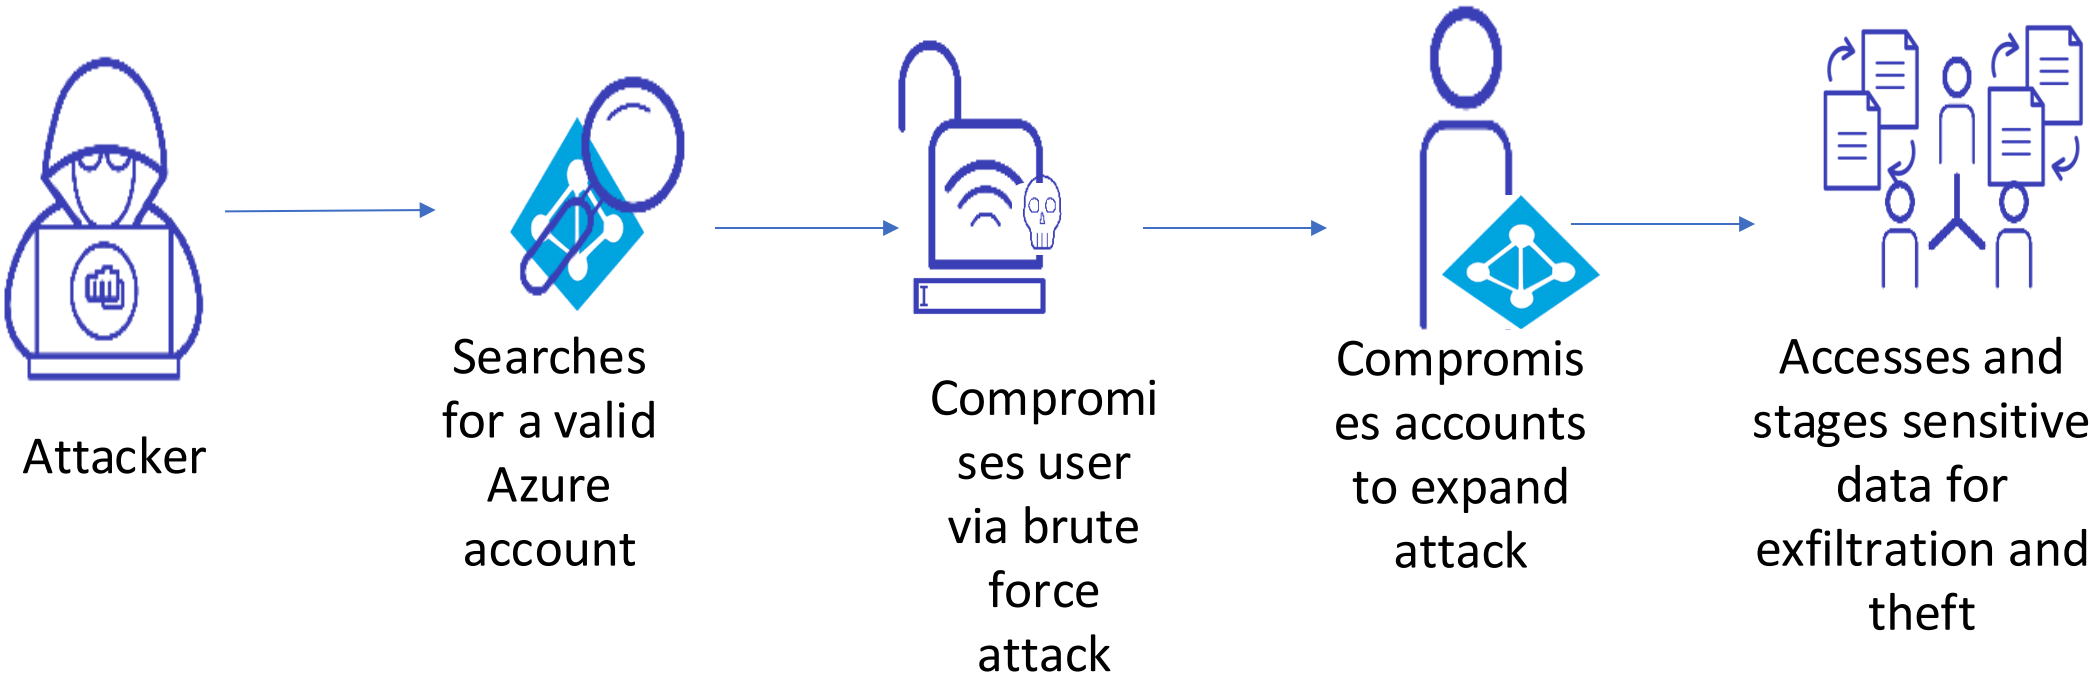 Attacker
Searches
for a valid
Azure
account
Compromi
ses user
via brute
force
attack
Compromis
es accounts
to expand
attack
Accesses and
stages sensitive
data for
exfiltration and
theft